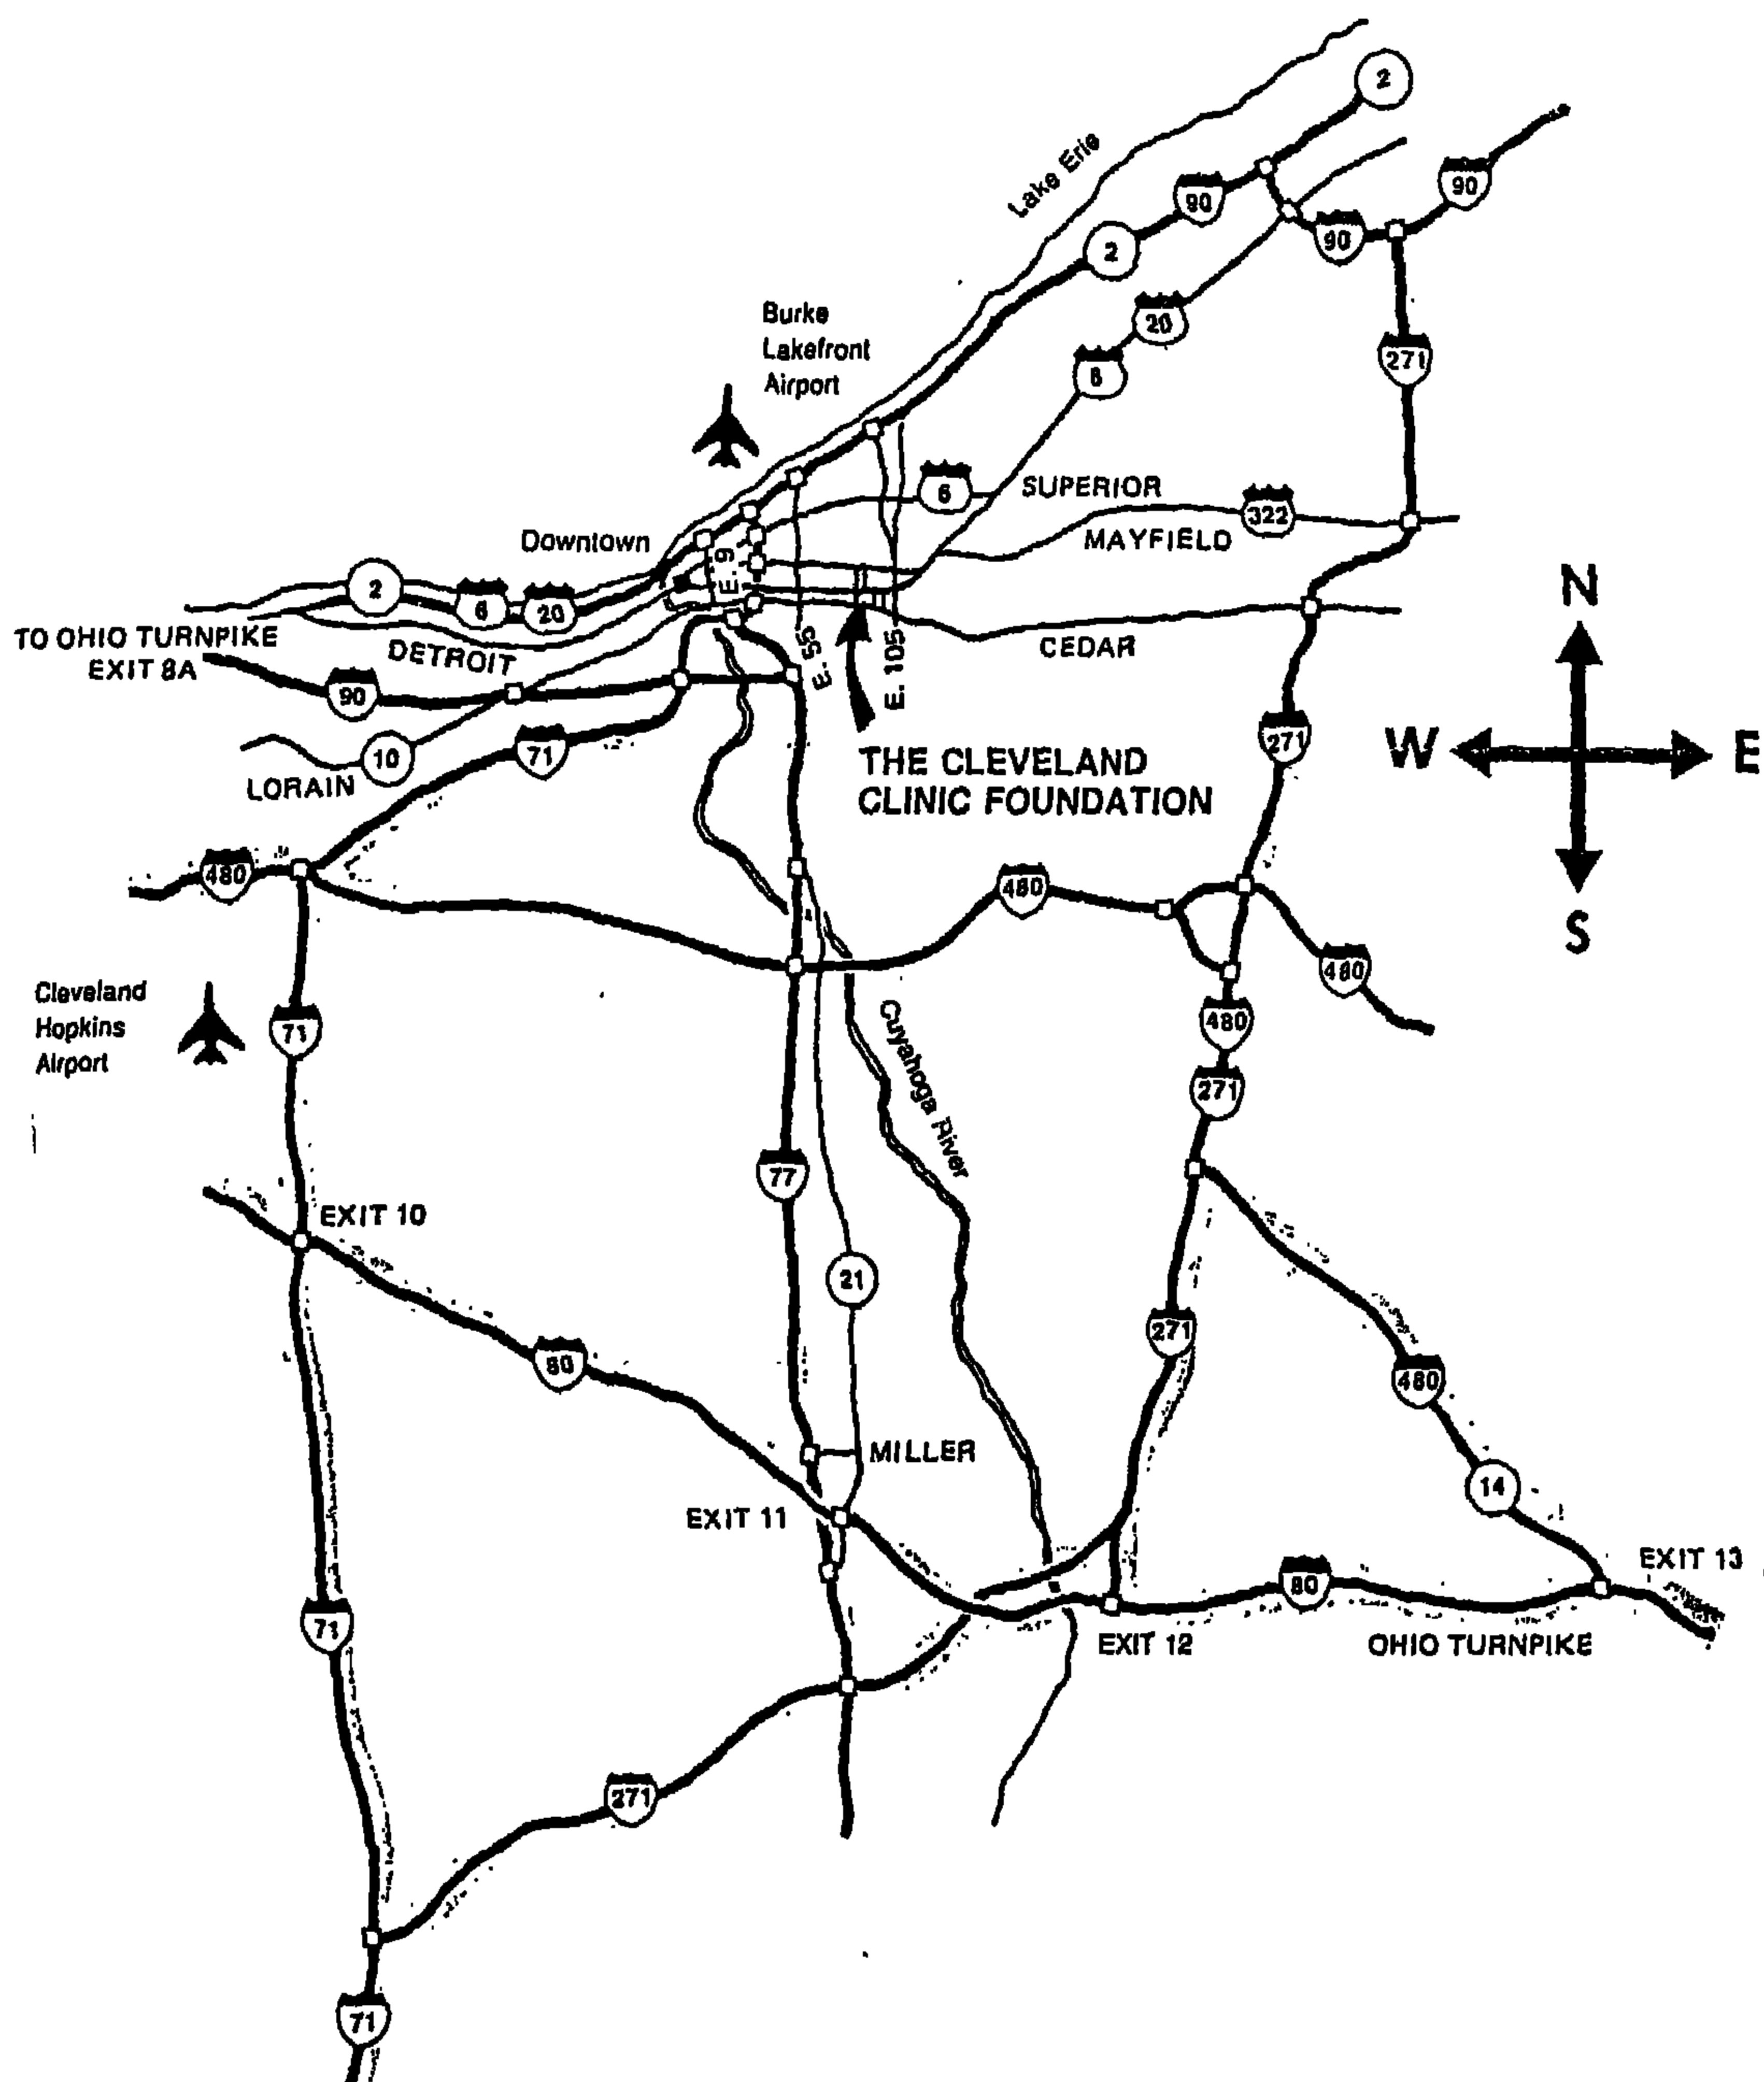 2
90
90
Lake Erie
2
90
20
Burke
Lakefront
Airport
271
6
SUPERIOR
322
MAYFIELD
Downtown
E. 9
2
6
20
N
TO OHIO TURNPIKE
EXIT 8A
DETROIT
E. 55
E. 105
CEDAR
90
10
71
LORAIN
THE CLEVELAND
CLINIC FOUNDATION
271
W
E
S
480
480
480
Cleveland
Hopkins
Airport
71
480
Cuyahoga River
271
77
EXIT 10
21
271
80
480
MILLER
14
EXIT 11
EXIT 13
80
71
EXIT 12
OHIO TURNPIKE
271
71